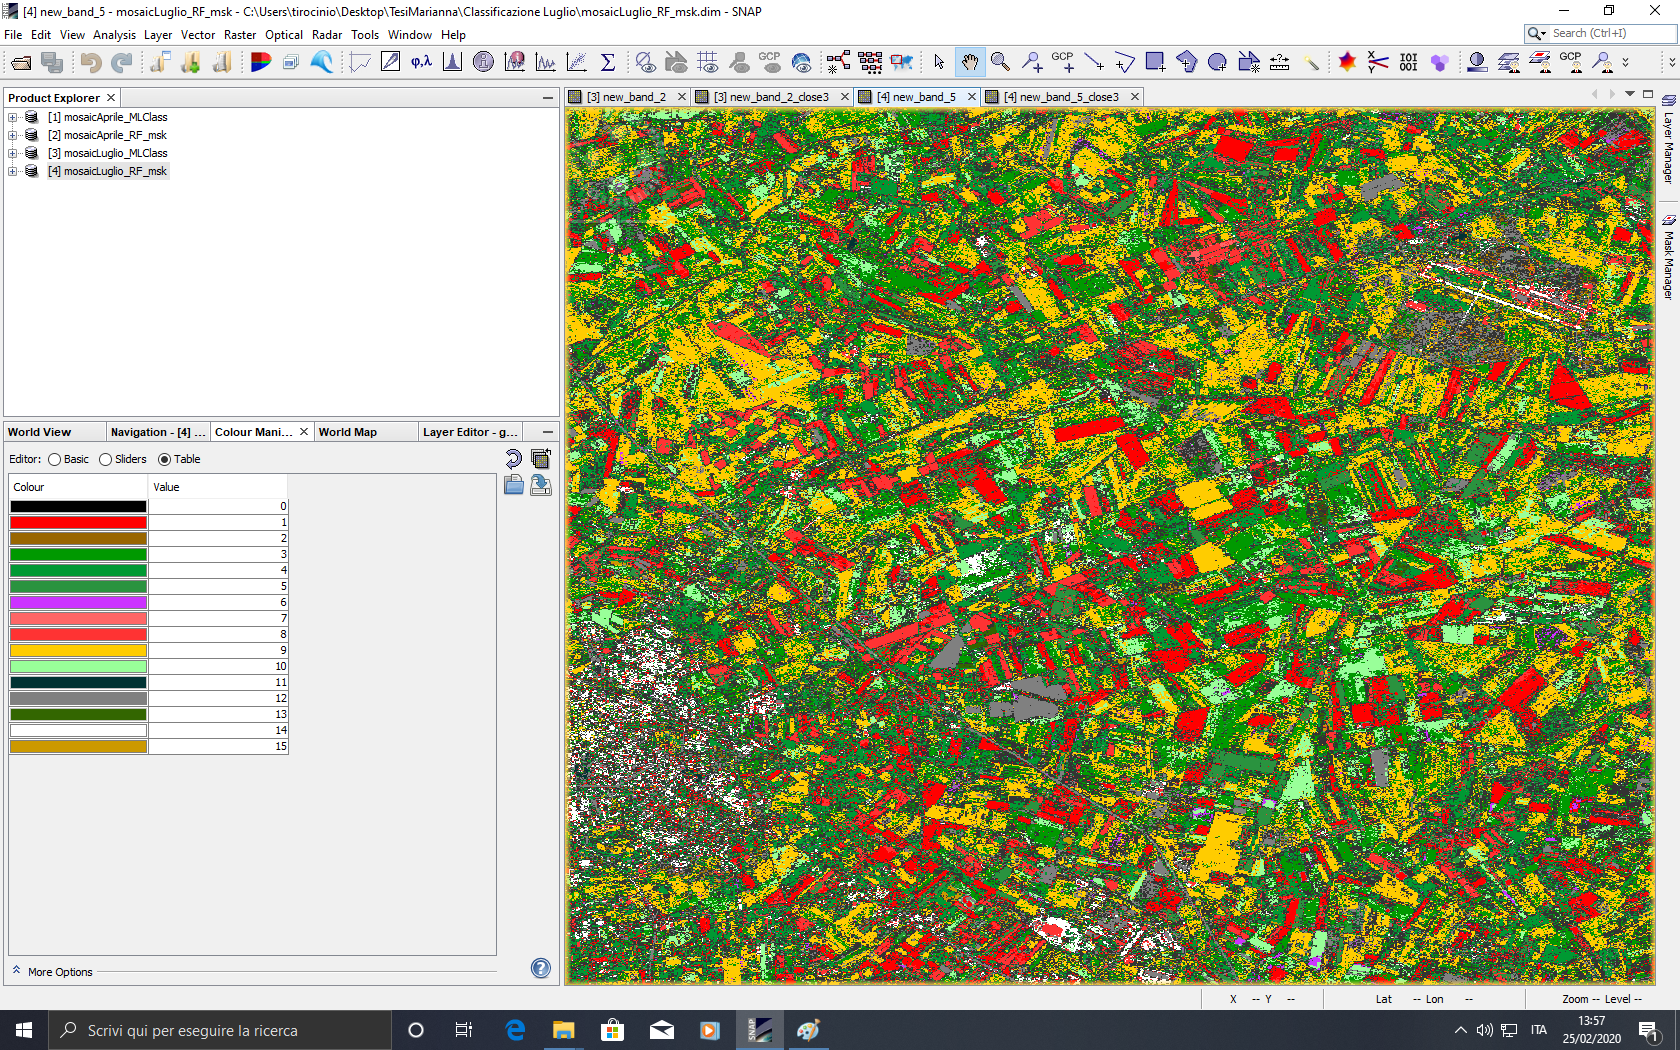 [4] new_band_5 - mosaicLuglio_RF_msk - C:\Users\tirocinio\Desktop\TesiMarianna\Classificazione Luglio\mosaicLuglio_RF_msk.dim - SNAP
File Edit View Analysis Layer Vector Raster Optical Radar Tools Window Help
Search (Ctrl+I)
φ,λ Σ GCP GCP GCP
Product Explorer
[3] new_band_2 [3] new_band_2_close3 [4] new_band_5 [4] new_band_5_close3
[1] mosaicAprile_MLClass
[2] mosaicAprile_RF_msk
[3] mosaicLuglio_MLClass
[4] mosaicLuglio_RF_msk
Layer Manager
Mask Manager
World View Navigation - [4] ... Colour Mani... World Map Layer Editor - g...
Editor: Basic Sliders Table
Colour Value
0
1
2
3
4
5
6
7
8
9
10
11
12
13
14
15
More Options
X -- Y -- Lat -- Lon -- Zoom -- Level --
Scrivi qui per eseguire la ricerca
SNAP
ITA
13:57
25/02/2020
1